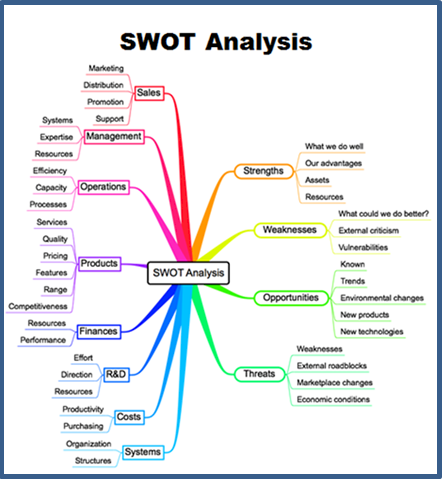 SWOT Analysis
Marketing
Distribution
Promotion
Support
Sales
Systems
Expertise
Resources
Management
Efficiency
Capacity
Processes
Operations
Services
Quality
Pricing
Features
Range
Competitiveness
Products
Resources
Performance
Finances
Effort
Direction
Resources
R&D
Productivity
Purchasing
Costs
Organization
Structures
Systems
SWOT Analysis
Strengths
What we do well
Our advantages
Assets
Resources
Weaknesses
What could we do better?
External criticism
Vulnerabilities
Opportunities
Known
Trends
Environmental changes
New products
New technologies
Threats
Weaknesses
External roadblocks
Marketplace changes
Economic conditions